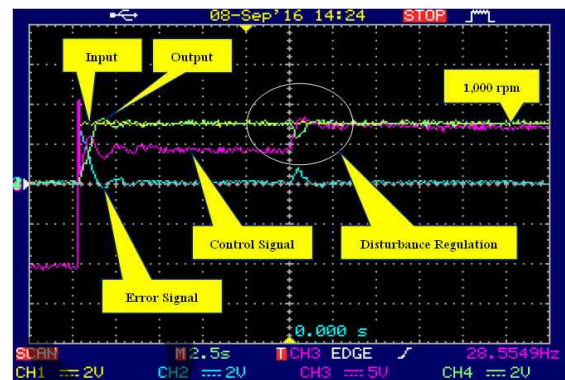 08-Sep'16 14:24 STOP
Input
Output
1,000 rpm
Control Signal
Disturbance Regulation
Error Signal
0.000 s
SCAN M 2.5s T CH3 EDGE 28.5549Hz
CH1 2V CH2 2V CH3 5V CH4 2V